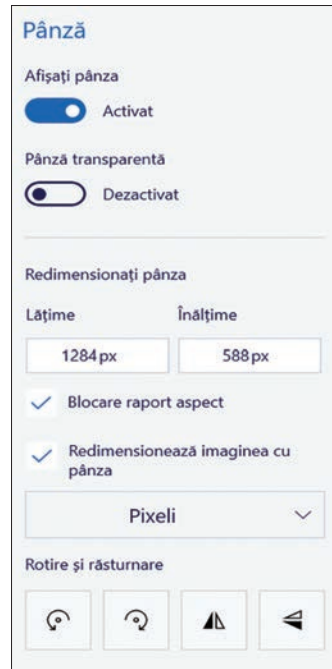 Pânză
Afișați pânza
Activat
Pânză transparentă
Dezactivat
Redimensionați pânza
Lățime Înălțime
1284 px 588 px
Blocare raport aspect
Redimensionează imaginea cu
pânza
Pixeli
Rotire și răsturnare